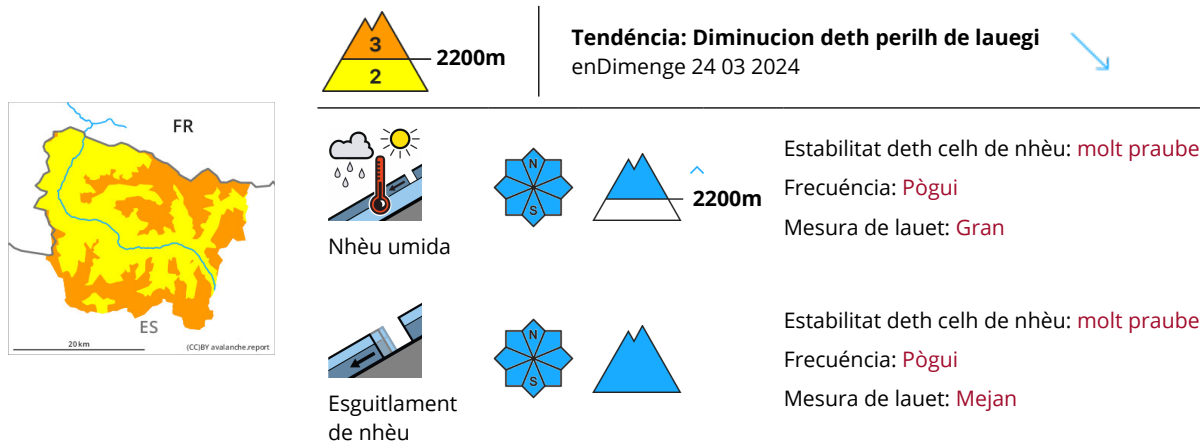 3
2200m
2
Tendéncia: Diminucion deth perilh de lauegi
enDimenge 24 03 2024
FR
ES
20 km
(CC)BY avalanche.report
Nhèu umida
N
S
2200m
Estabilitat deth celh de nhèu: molt praube
Frecuéncia: Pògui
Mesura de lauet: Gran
Esguitlament
de nhèu
N
S
Estabilitat deth celh de nhèu: molt praube
Frecuéncia: Pògui
Mesura de lauet: Mejan